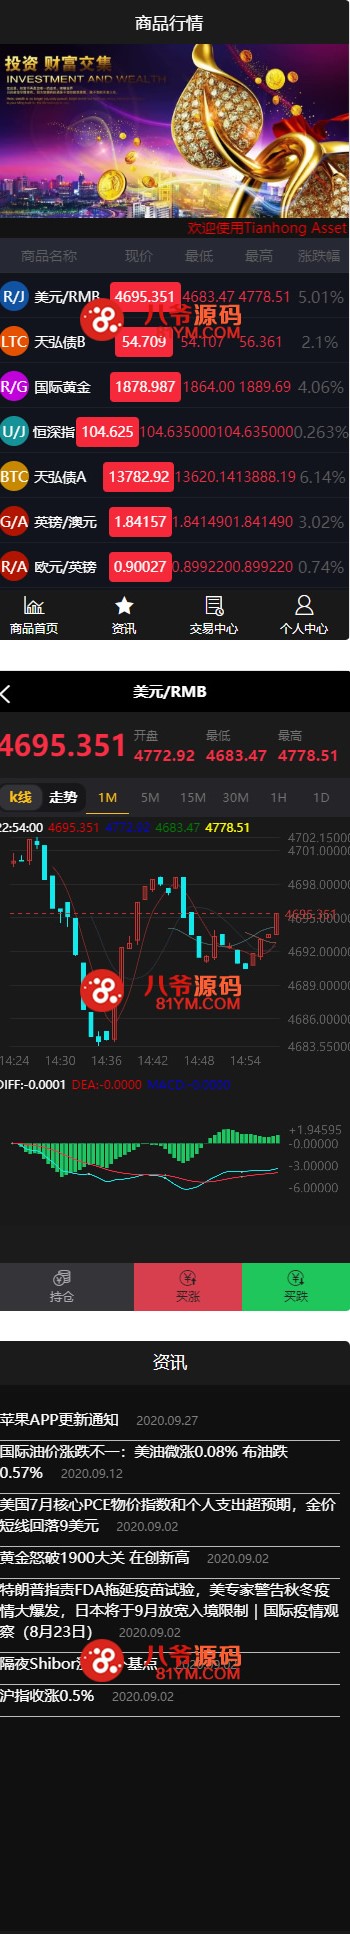 商品行情
投资 财富交集
INVESTMENT AND WEALTH
欢迎使用Tianhong Asset
商品名称 现价 最低 最高 涨跌幅
R/J 美元/RMB 4695.351 4683.47 4778.51 5.01%
八爷源码
81YM.COM
LTC 天弘债B 54.709 54.107 56.361 2.1%
R/G 国际黄金 1878.987 1864.00 1889.69 4.06%
U/J 恒深指 104.625 104.635000 104.635000 0.263%
BTC 天弘债A 13782.92 13620.14 13888.19 6.14%
G/A 英镑/澳元 1.84157 1.841490 1.841490 3.02%
R/A 欧元/英镑 0.90027 0.899220 0.899220 0.74%
商品首页 资讯 交易中心 个人中心
美元/RMB
4695.351
开盘 最低 最高
4772.92 4683.47 4778.51
k线 走势 1M 5M 15M 30M 1H 1D
22:54:00 4695.351 4772.92 4683.47 4778.51
4702.15000
4701.00000
4698.00000
4695.351
4695.00000
4692.00000
八爷源码
81YM.COM
4689.00000
4686.00000
4683.55000
14:24 14:30 14:36 14:42 14:48 14:54
DIFF:-0.0001 DEA:-0.0000 MACD:-0.0000
+1.94595
-0.00000
-3.00000
-6.00000
持仓 买涨 买跌
资讯
苹果APP更新通知 2020.09.27
国际油价涨跌不一：美油微涨0.08% 布油跌
0.57% 2020.09.12
美国7月核心PCE物价指数和个人支出超预期，金价
短线回落9美元 2020.09.02
黄金怒破1900大关 在创新高 2020.09.02
特朗普指责FDA拖延疫苗试验，美专家警告秋冬疫
情大爆发，日本将于9月放宽入境限制｜国际疫情观
察（8月23日） 2020.09.02
八爷源码
81YM.COM
隔夜Shibor 基点 2020.09.02
沪指收涨0.5% 2020.09.02